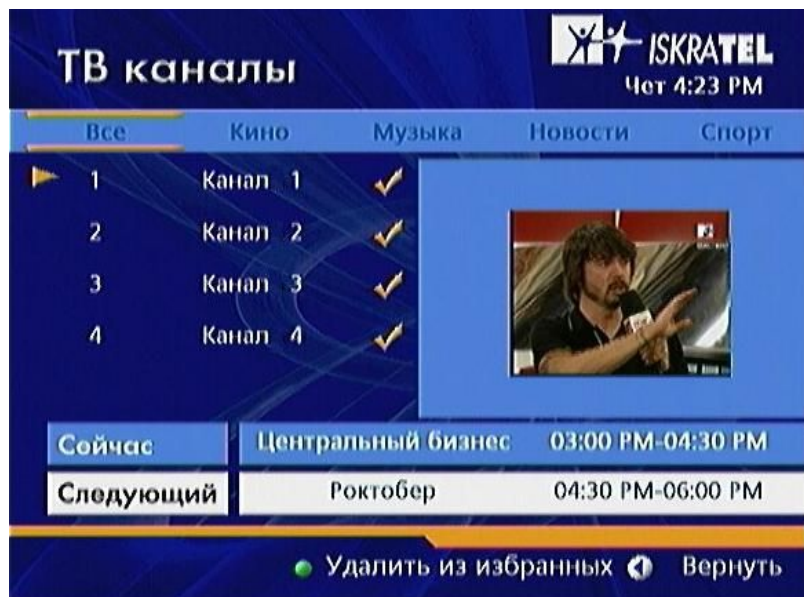 ТВ каналы
ISKRATEL
Чет 4:23 PM
Все Кино Музыка Новости Спорт
1 Канал 1
2 Канал 2
3 Канал 3
4 Канал 4
Сейчас Центральный бизнес 03:00 PM-04:30 PM
Следующий Роктобер 04:30 PM-06:00 PM
Удалить из избранных Вернуть